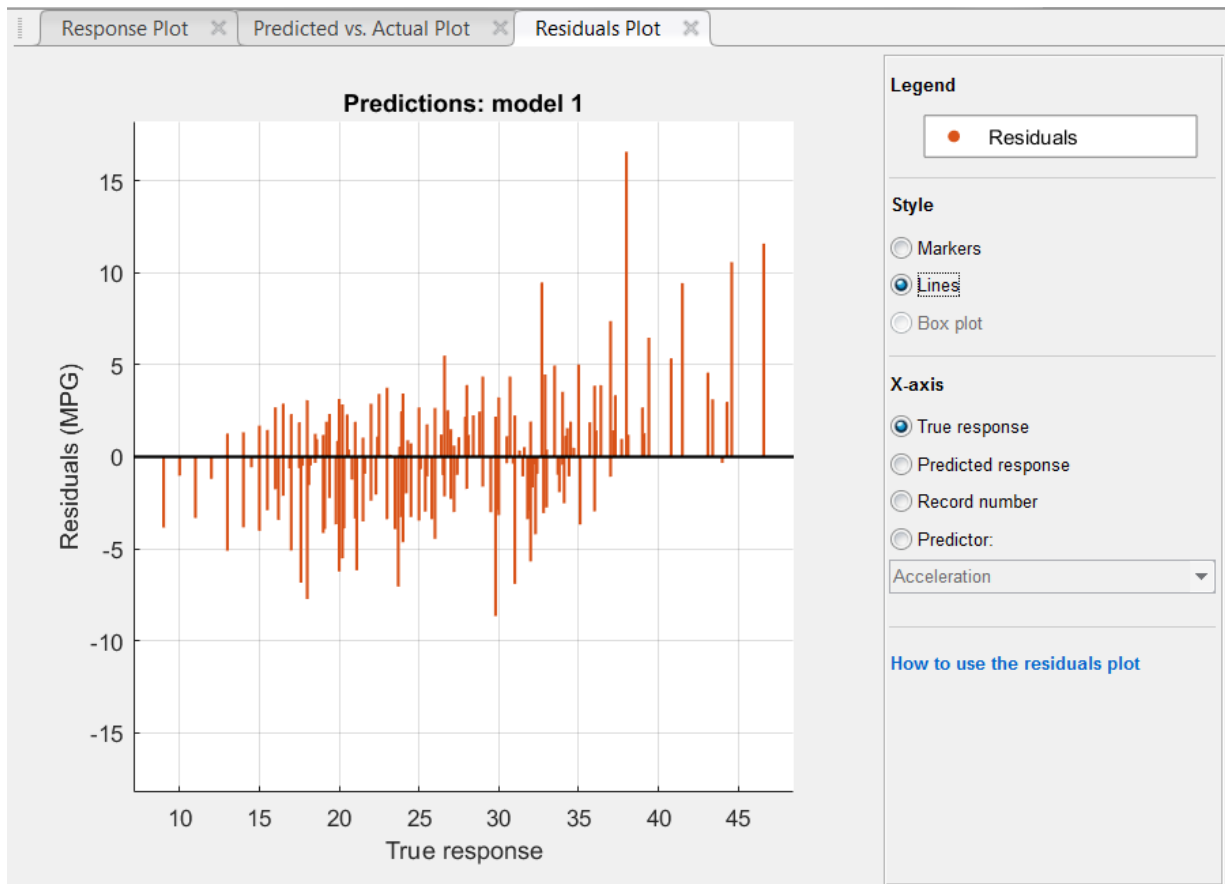 Response Plot
Predicted vs. Actual Plot
Residuals Plot
Predictions: model 1
15
10
5
0
-5
-10
-15
Residuals (MPG)
10 15 20 25 30 35 40 45
True response
Legend
Residuals
Style
Markers
Lines
Box plot
X-axis
True response
Predicted response
Record number
Predictor:
Acceleration
How to use the residuals plot